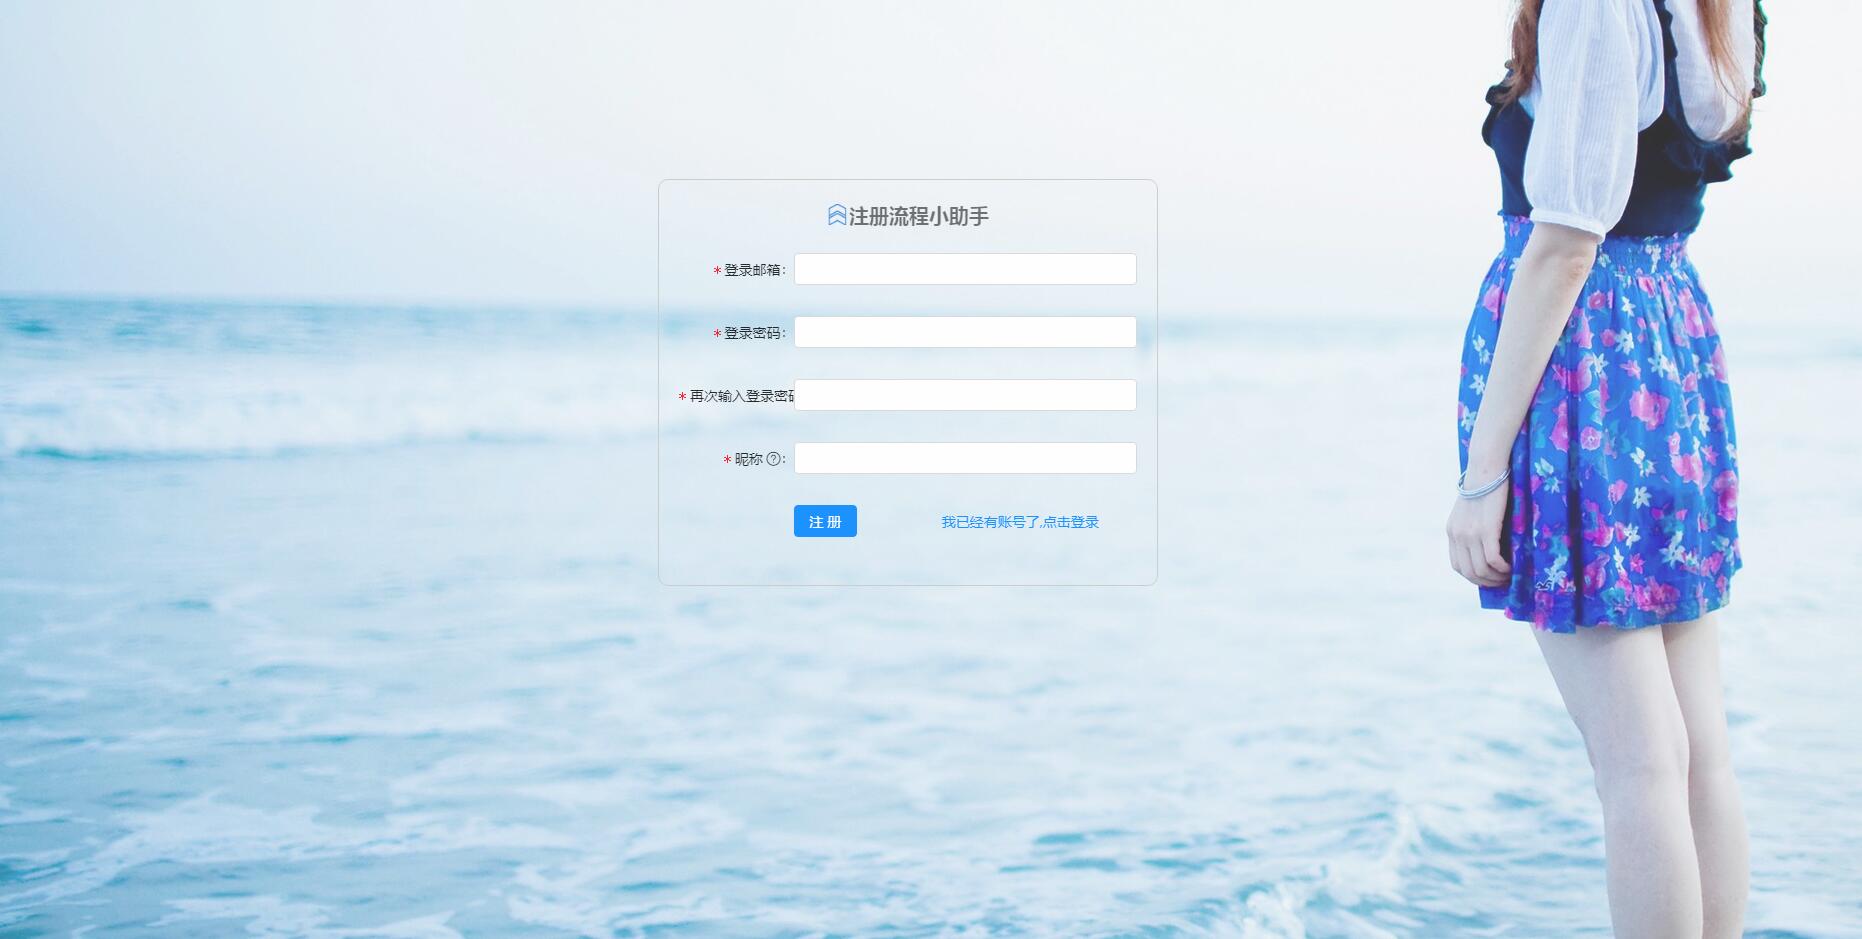 注册流程小助手
* 登录邮箱:
* 登录密码:
* 再次输入登录密
* 昵称 ?:
注 册
我已经有账号了,点击登录